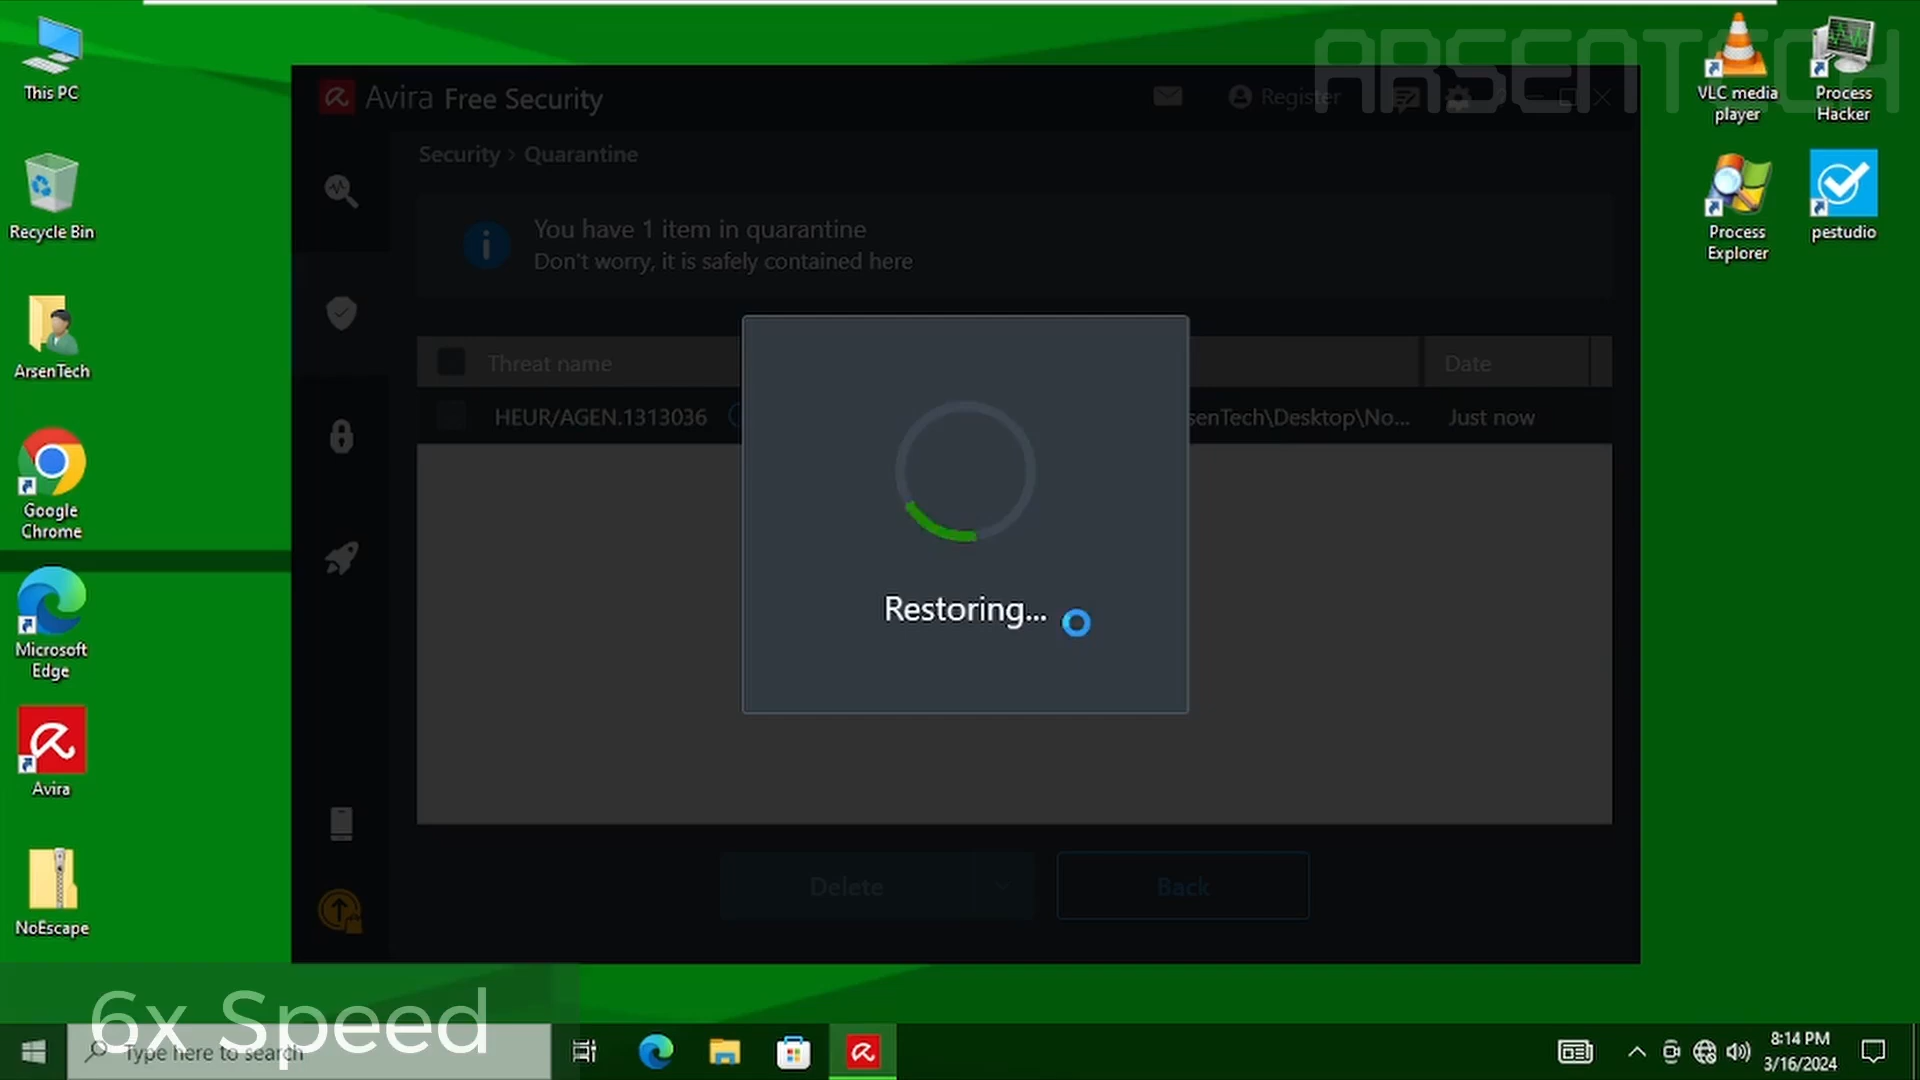 ARSENTECH
This PC
Recycle Bin
ArsenTech
Google
Chrome
Microsoft
Edge
Avira
NoEscape
Avira Free Security
Register
Security › Quarantine
You have 1 item in quarantine
Don't worry, it is safely contained here
Threat name
Date
HEUR/AGEN.1313036
senTech\Desktop\No...
Just now
Restoring...
Delete
Back
VLC media
player
Process
Hacker
Process
Explorer
pestudio
6x Speed
Type here to search
8:14 PM
3/16/2024